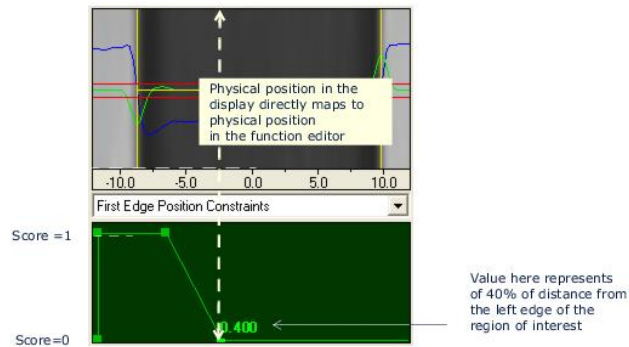 Physical position in the
display directly maps to
physical position
in the function editor
-10.0 -5.0 0.0 5.0 10.0
First Edge Position Constraints
Score =1
0.400
Score=0
Value here represents
of 40% of distance from
the left edge of the
region of interest